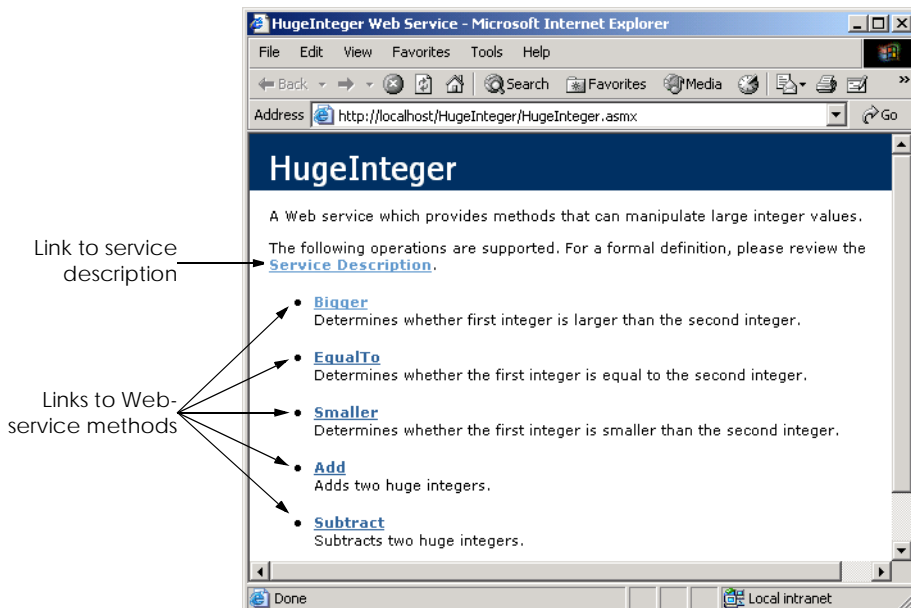 HugeInteger Web Service - Microsoft Internet Explorer
File Edit View Favorites Tools Help
Back Search Favorites Media »
Address http://localhost/HugeInteger/HugeInteger.asmx Go
HugeInteger
A Web service which provides methods that can manipulate large integer values.
The following operations are supported. For a formal definition, please review the
Service Description.
Link to service
description
• Bigger
Determines whether first integer is larger than the second integer.
• EqualTo
Determines whether the first integer is equal to the second integer.
Links to Web-
service methods
• Smaller
Determines whether the first integer is smaller than the second integer.
• Add
Adds two huge integers.
• Subtract
Subtracts two huge integers.
Done Local intranet